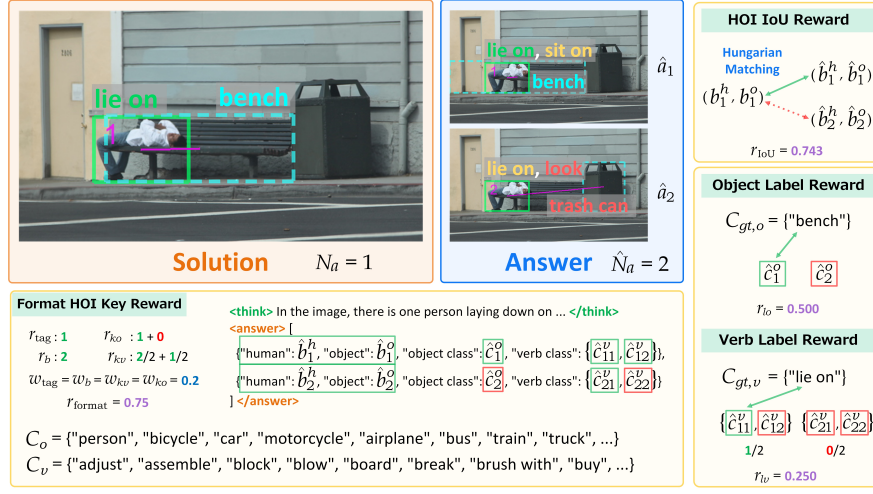 lie on
bench
1
Solution
N_a = 1
lie on, sit on
1
bench
â_1
lie on, look
2
trash can
â_2
Answer
N̂_a = 2
HOI IoU Reward
Hungarian
Matching
(b_1^h, b_1^o)
(b̂_1^h, b̂_1^o)
(b̂_2^h, b̂_2^o)
r_IoU = 0.743
Object Label Reward
C_gt,o = {"bench"}
ĉ_1^o ĉ_2^o
r_lo = 0.500
Verb Label Reward
C_gt,v = {"lie on"}
{ĉ_11^v, ĉ_12^v} {ĉ_21^v, ĉ_22^v}
1/2 0/2
r_lv = 0.250
Format HOI Key Reward
r_tag : 1 r_ko : 1 + 0
r_b : 2 r_kv : 2/2 + 1/2
w_tag = w_b = w_kv = w_ko = 0.2
r_format = 0.75
<think> In the image, there is one person laying down on ... </think>
<answer> [
{"human": b̂_1^h, "object": b̂_1^o, "object class": ĉ_1^o, "verb class": {ĉ_11^v, ĉ_12^v}},
{"human": b̂_2^h, "object": b̂_2^o, "object class": ĉ_2^o, "verb class": {ĉ_21^v, ĉ_22^v}}
] </answer>
C_o = {"person", "bicycle", "car", "motorcycle", "airplane", "bus", "train", "truck", ...}
C_v = {"adjust", "assemble", "block", "blow", "board", "break", "brush with", "buy", ...}